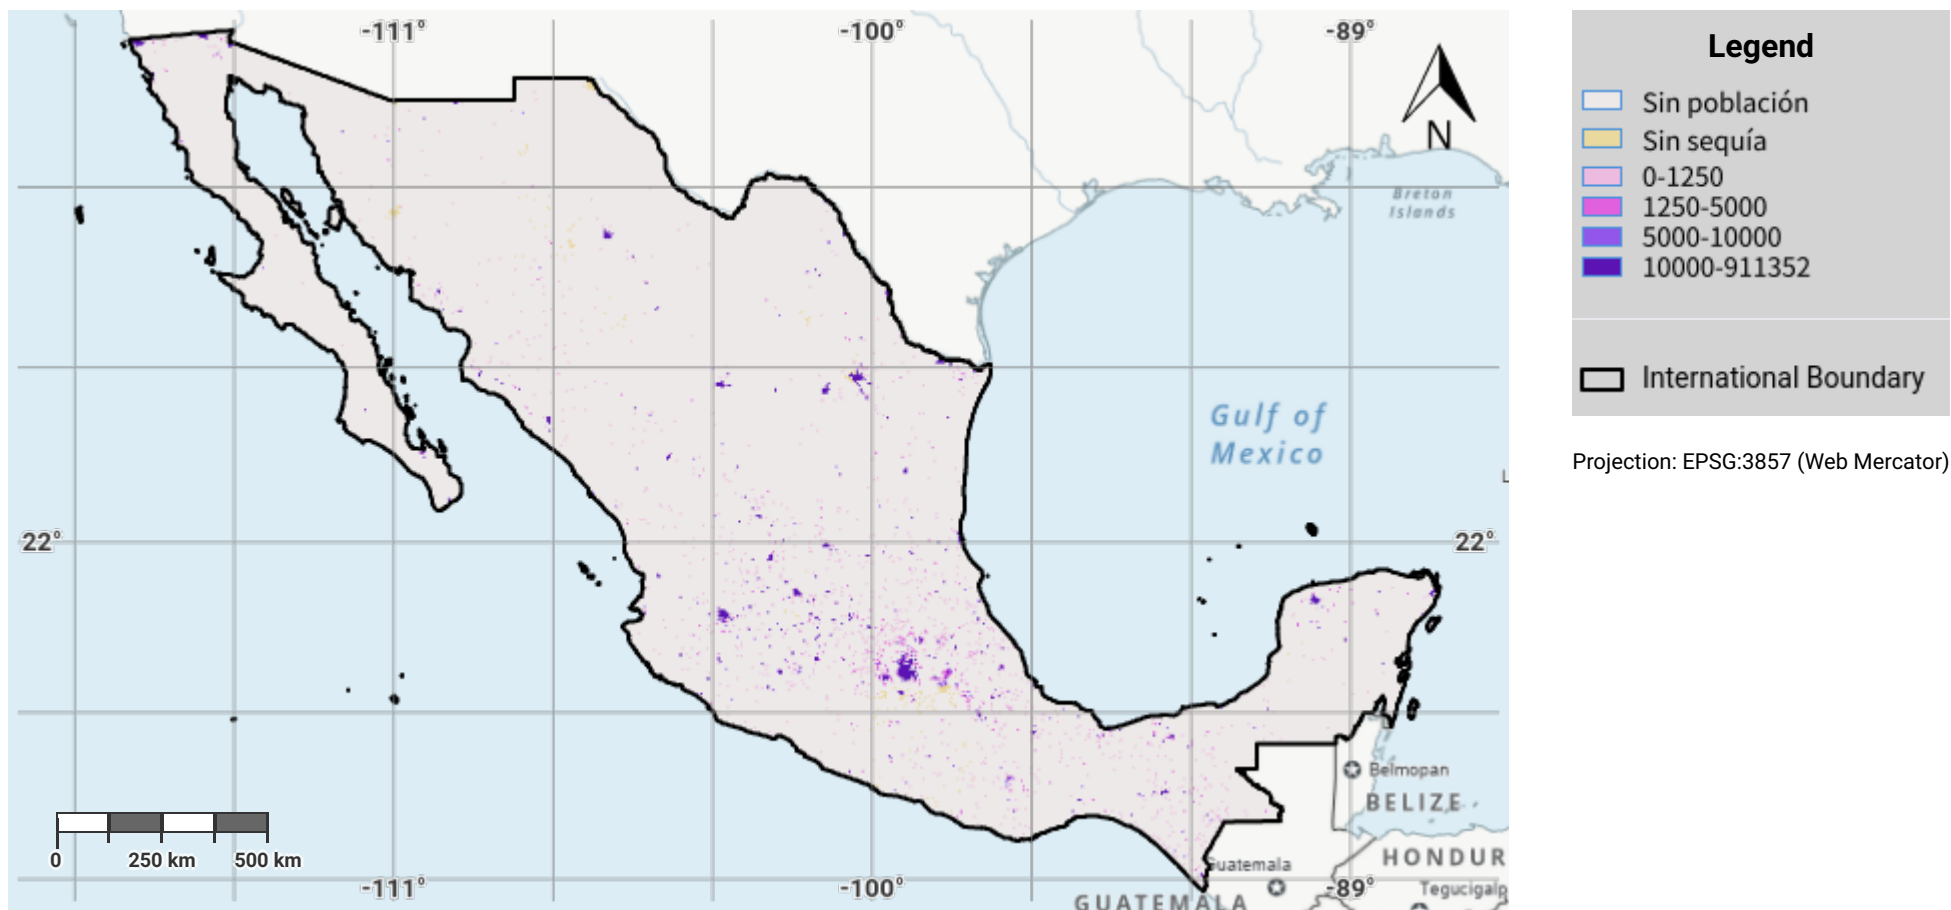 -111°
-100°
-89°
N
Breton
Islands
Gulf of
Mexico
L
22°
22°
Belmopan
BELIZE
0
250 km
500 km
HONDUR
Guatemala
Tegucigalp
-111°
-100°
-89°
GUATEMALA
Legend
Sin población
Sin sequía
0-1250
1250-5000
5000-10000
10000-911352
International Boundary
Projection: EPSG:3857 (Web Mercator)